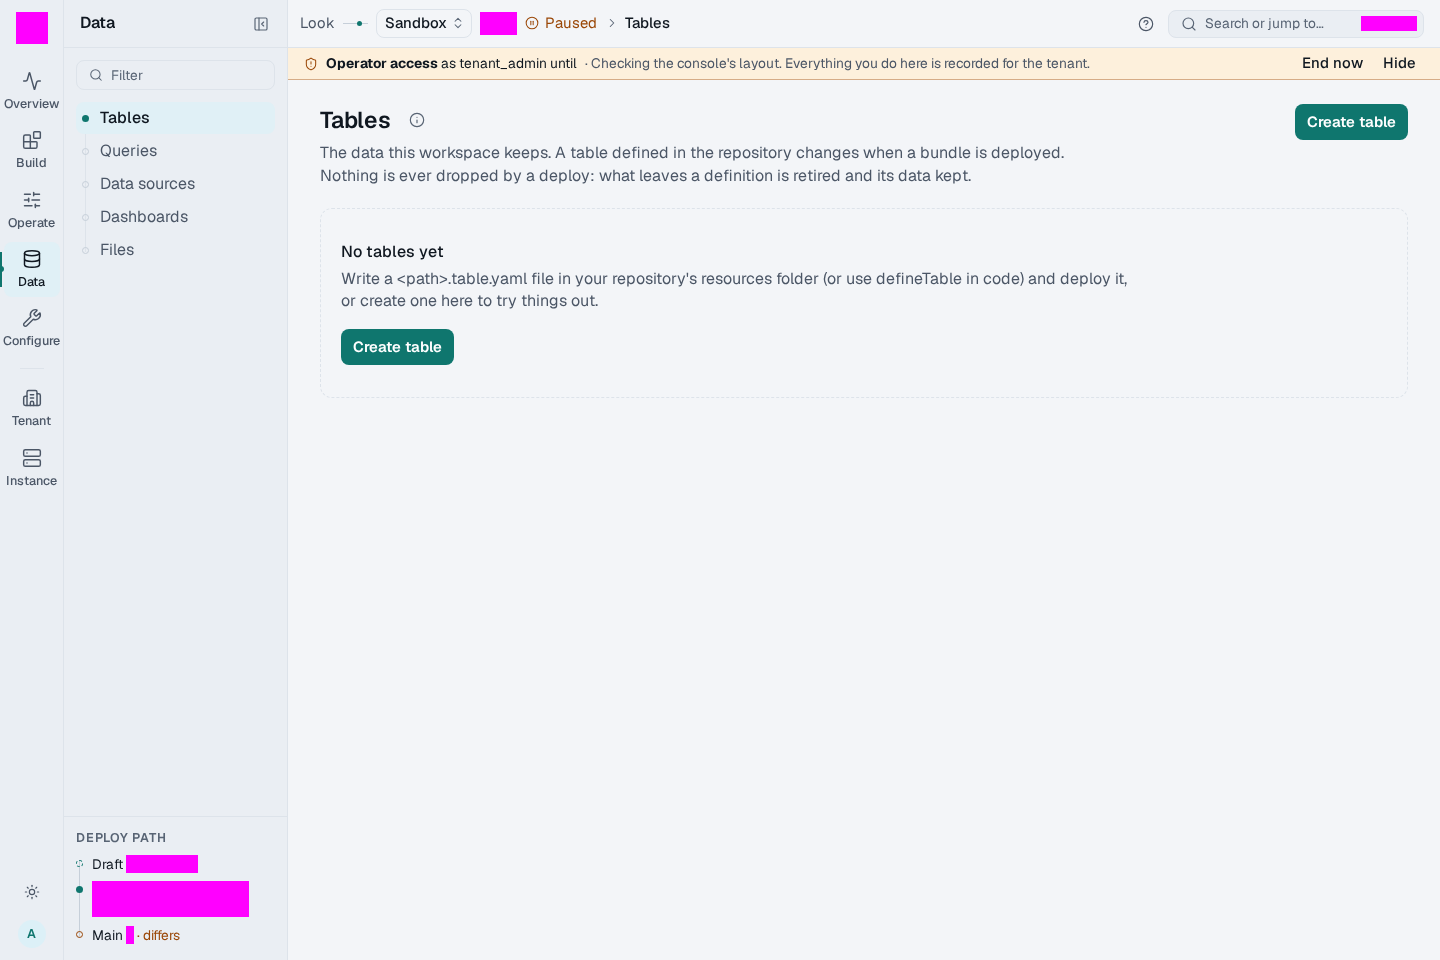 Data
Look
Sandbox
Paused
Tables
Search or jump to...
Operator access as tenant_admin until · Checking the console's layout. Everything you do here is recorded for the tenant.
End now
Hide
Overview
Build
Operate
Data
Configure
Tenant
Instance
A
Filter
Tables
Queries
Data sources
Dashboards
Files
DEPLOY PATH
Draft
Main · differs
Tables
Create table
The data this workspace keeps. A table defined in the repository changes when a bundle is deployed.
Nothing is ever dropped by a deploy: what leaves a definition is retired and its data kept.
No tables yet
Write a <path>.table.yaml file in your repository's resources folder (or use defineTable in code) and deploy it,
or create one here to try things out.
Create table